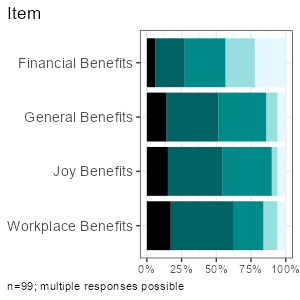 Item
Financial Benefits
General Benefits
Joy Benefits
Workplace Benefits
0% 25% 50% 75% 100%
n=99; multiple responses possible